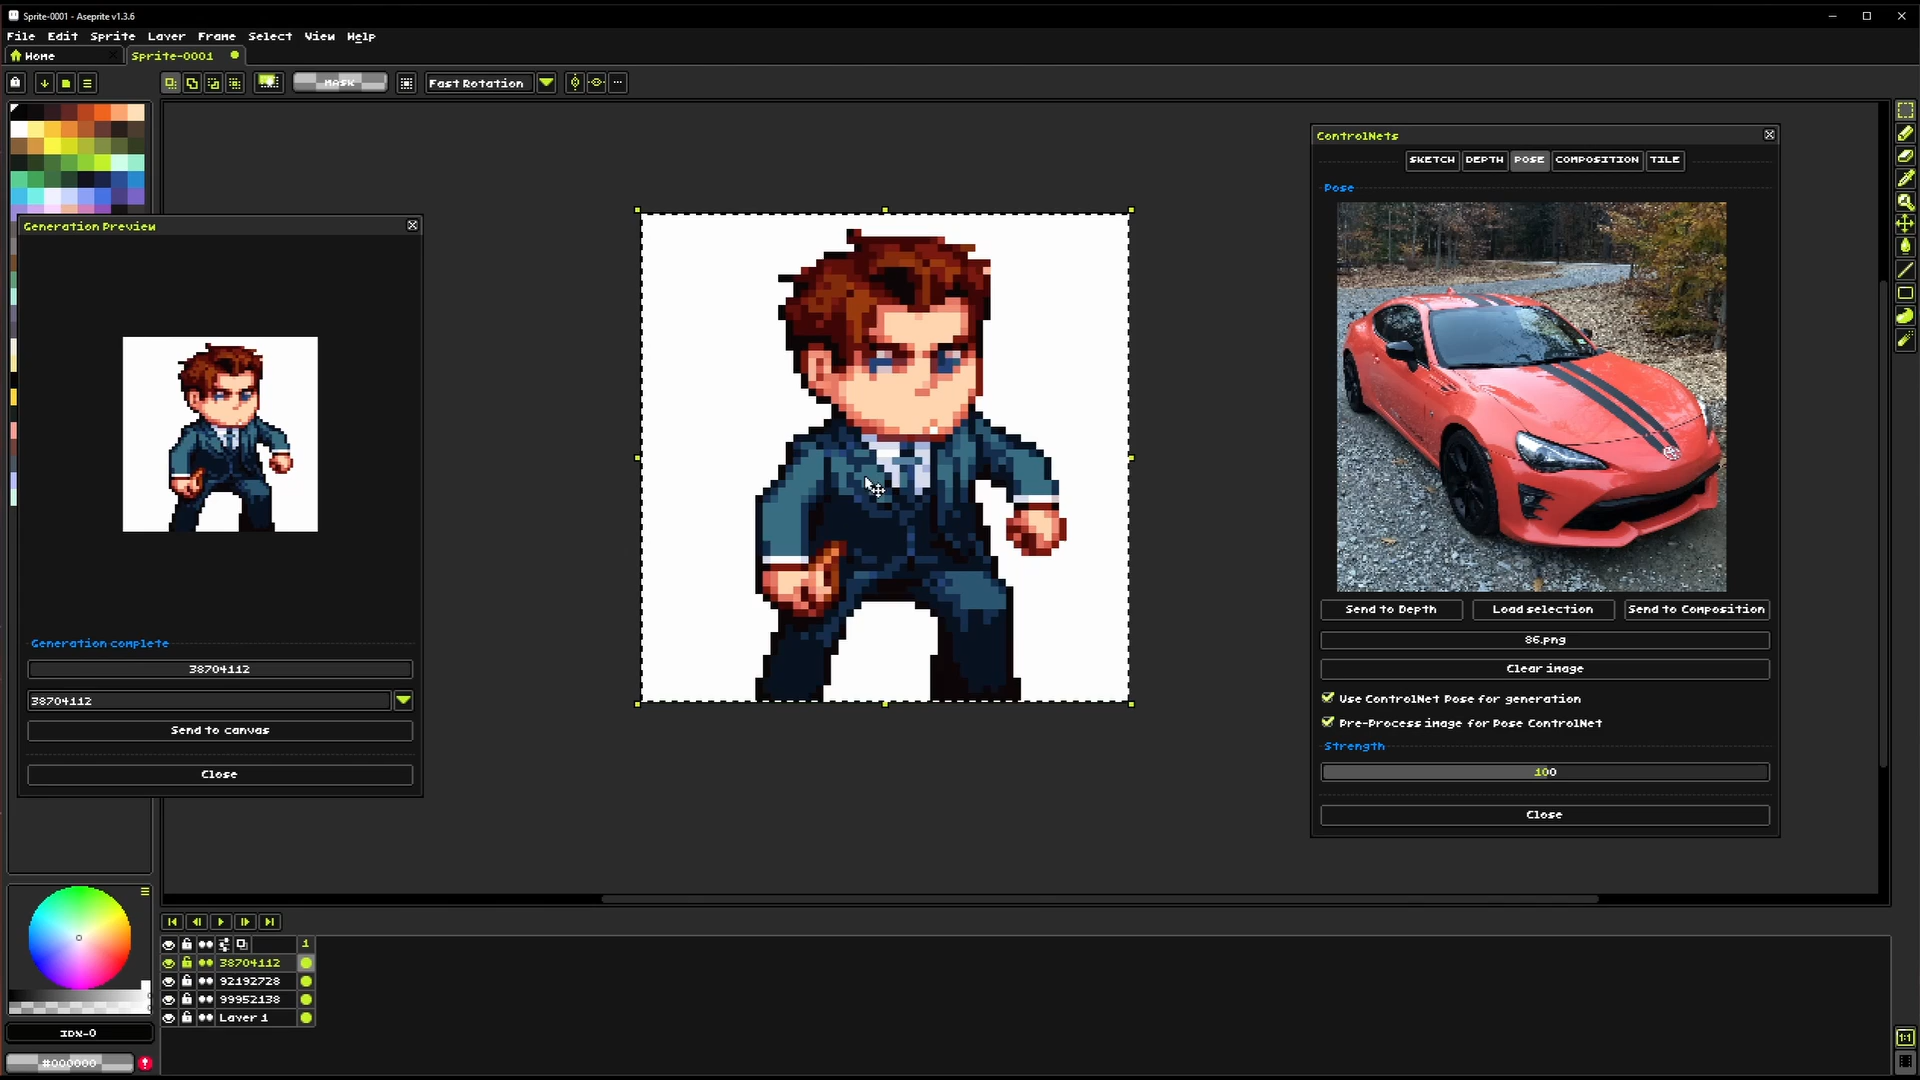 Sprite-0001 - Aseprite v1.3.6
File Edit Sprite Layer Frame Select View Help
Home
Sprite-0001
MASK
Fast Rotation
Generation Preview
Generation complete
38704112
38704112
Send to canvas
Close
ControlNets
SKETCH DEPTH POSE COMPOSITION TILE
Pose
Send to Depth Load selection Send to Composition
86.png
Clear image
Use ControlNet Pose for generation
Pre-Process image for Pose ControlNet
Strength
100
Close
1
38704112
92192728
99952138
Layer 1
IDX-0
#000000
1:1